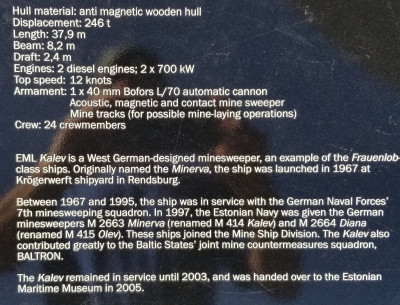 Hull material: anti magnetic wooden hull
Displacement: 246 t
Length: 37,9 m
Beam: 8,2 m
Draft: 2,4 m
Engines: 2 diesel engines; 2 x 700 kW
Top speed: 12 knots
Armament: 1 x 40 mm Bofors L/70 automatic cannon
Acoustic, magnetic and contact mine sweeper
Mine tracks (for possible mine-laying operations)
Crew: 24 crewmembers
EML Kalev is a West German-designed minesweeper, an example of the Frauenlob-
class ships. Originally named the Minerva, the ship was launched in 1967 at
Krögerwerft shipyard in Rendsburg.
Between 1967 and 1995, the ship was in service with the German Naval Forces'
7th minesweeping squadron. In 1997, the Estonian Navy was given the German
minesweepers M 2663 Minerva (renamed M 414 Kalev) and M 2664 Diana
(renamed M 415 Olev). These ships joined the Mine Ship Division. The Kalev also
contributed greatly to the Baltic States' joint mine countermeasures squadron,
BALTRON.
The Kalev remained in service until 2003, and was handed over to the Estonian
Maritime Museum in 2005.